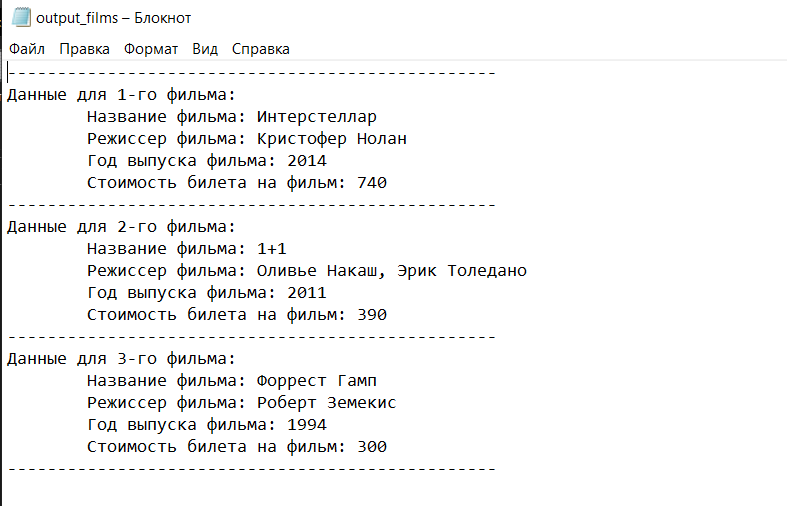 output_films – Блокнот
Файл Правка Формат Вид Справка
-------------------------------------------------
Данные для 1-го фильма:
Название фильма: Интерстеллар
Режиссер фильма: Кристофер Нолан
Год выпуска фильма: 2014
Стоимость билета на фильм: 740
-------------------------------------------------
Данные для 2-го фильма:
Название фильма: 1+1
Режиссер фильма: Оливье Накаш, Эрик Толедано
Год выпуска фильма: 2011
Стоимость билета на фильм: 390
-------------------------------------------------
Данные для 3-го фильма:
Название фильма: Форрест Гамп
Режиссер фильма: Роберт Земекис
Год выпуска фильма: 1994
Стоимость билета на фильм: 300
-------------------------------------------------